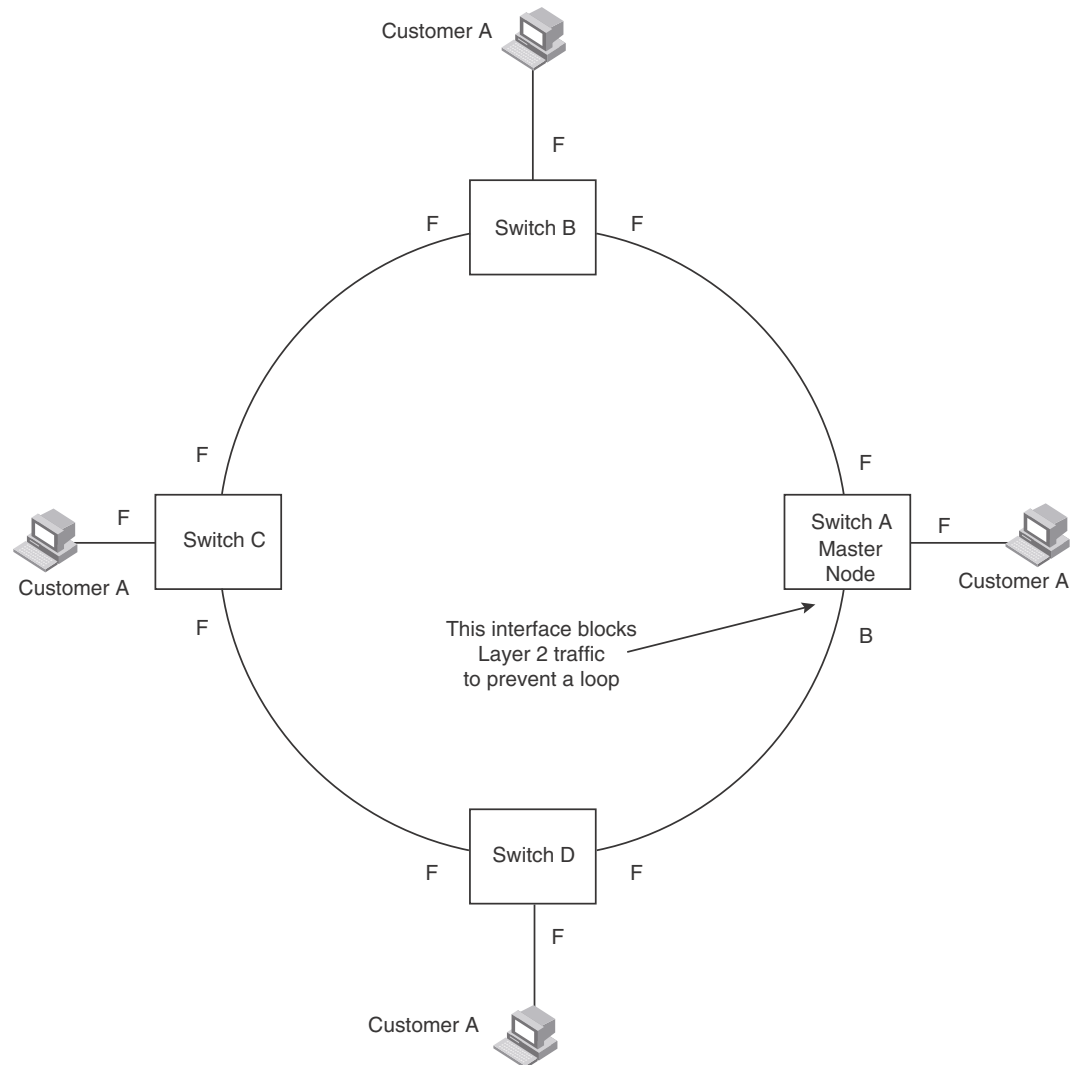 Customer A
F
F
Switch B
F
F
F
F
Switch C
Customer A
Switch A
Master
Node
F
Customer A
F
This interface blocks
Layer 2 traffic
to prevent a loop
B
Switch D
F
F
F
Customer A